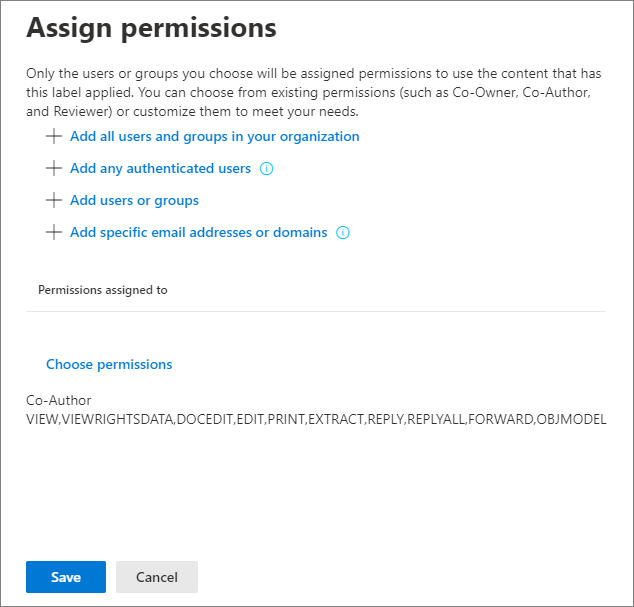 Assign permissions
Only the users or groups you choose will be assigned permissions to use the content that has
this label applied. You can choose from existing permissions (such as Co-Owner, Co-Author,
and Reviewer) or customize them to meet your needs.
Add all users and groups in your organization
Add any authenticated users
Add users or groups
Add specific email addresses or domains
Permissions assigned to
Choose permissions
Co-Author
VIEW,VIEWRIGHTSDATA,DOCEDIT,EDIT,PRINT,EXTRACT,REPLY,REPLYALL,FORWARD,OBJMODEL
Save Cancel